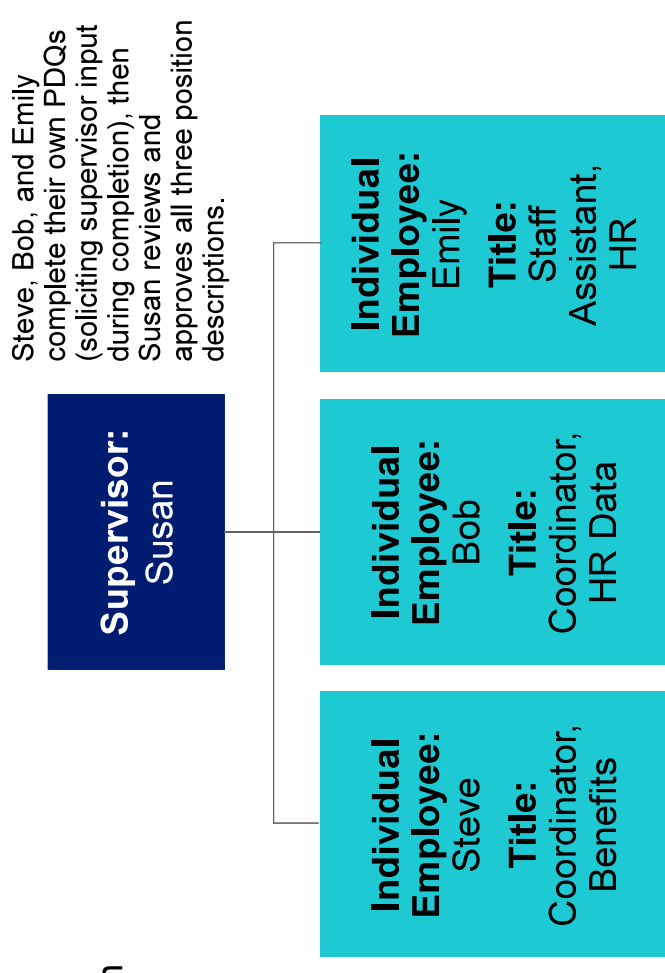 Steve, Bob, and Emily
complete their own PDQs
(soliciting supervisor input
during completion), then
Susan reviews and
approves all three position
descriptions.
Supervisor:
Susan
Individual
Employee:
Steve
Title:
Coordinator,
Benefits
Individual
Employee:
Bob
Title:
Coordinator,
HR Data
Individual
Employee:
Emily
Title:
Staff
Assistant,
HR